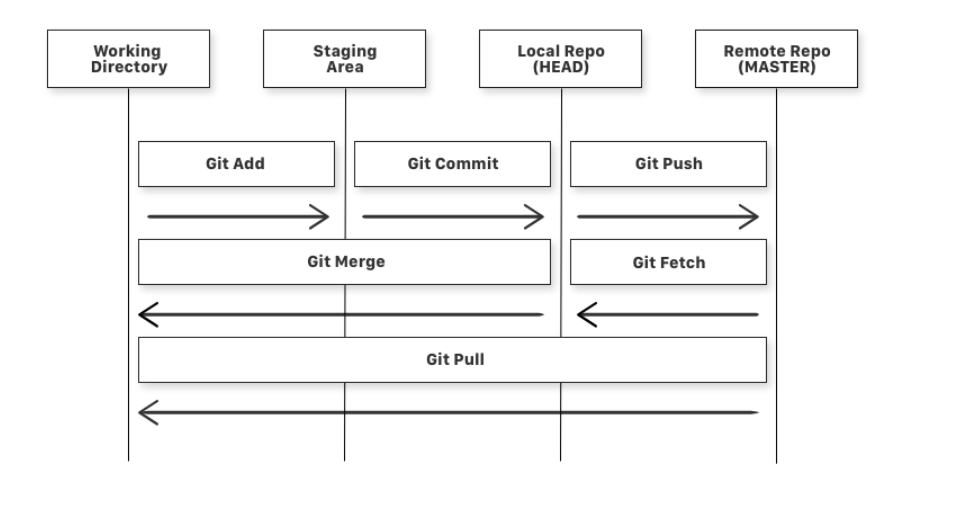 Working
Directory
Staging
Area
Local Repo
(HEAD)
Remote Repo
(MASTER)
Git Add
Git Commit
Git Push
Git Merge
Git Fetch
Git Pull